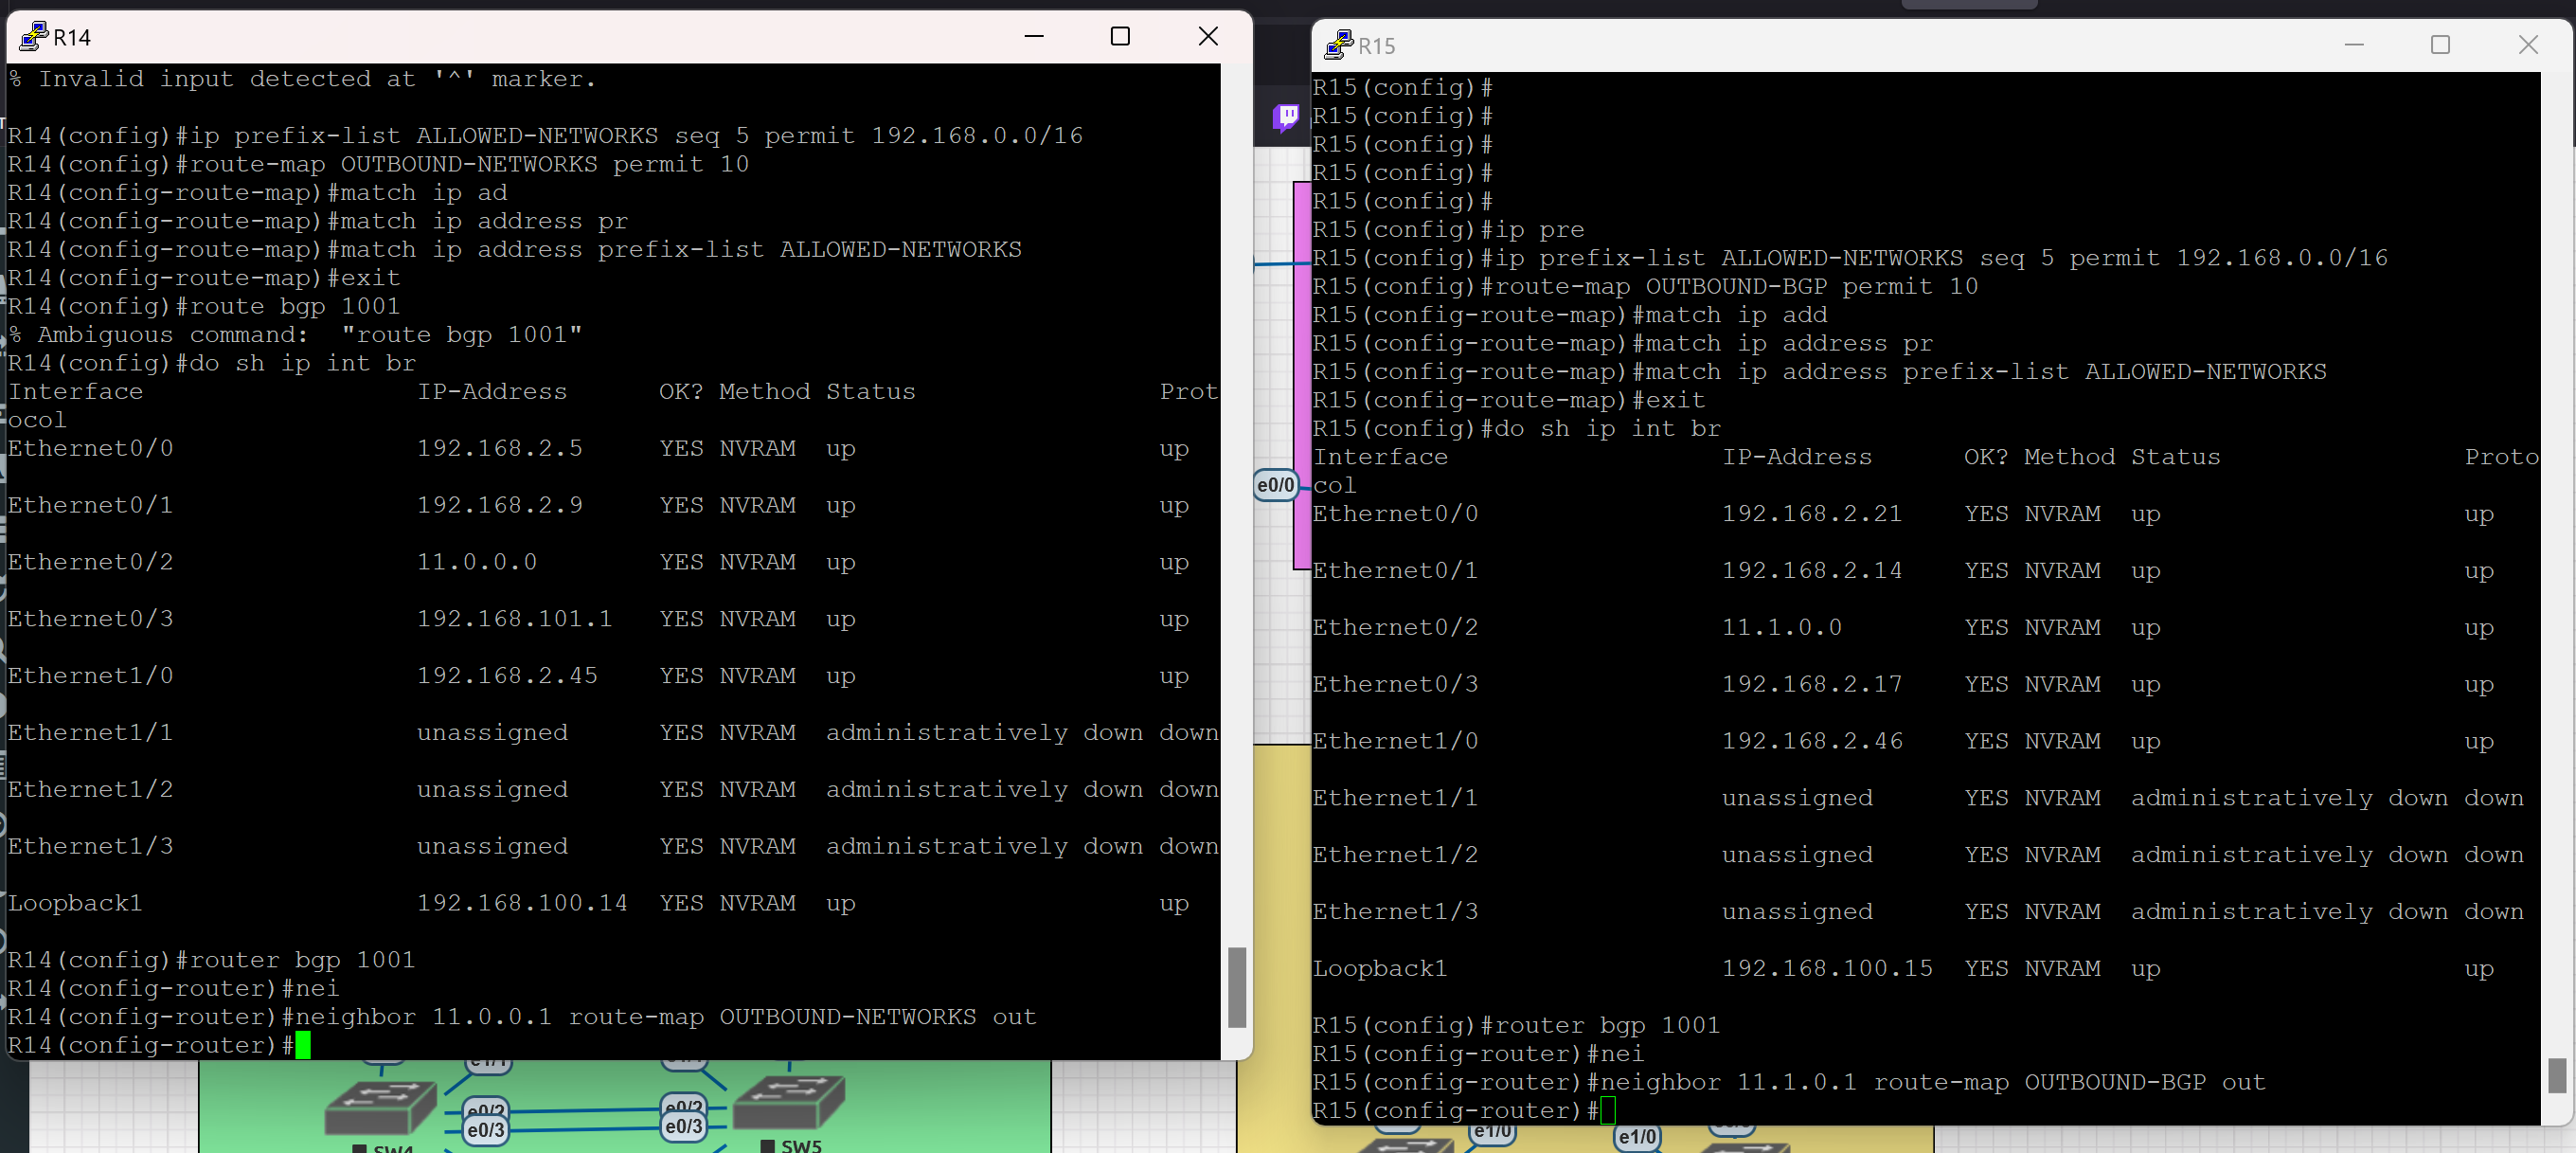 R14
% Invalid input detected at '^' marker.
R14(config)#ip prefix-list ALLOWED-NETWORKS seq 5 permit 192.168.0.0/16
R14(config)#route-map OUTBOUND-NETWORKS permit 10
R14(config-route-map)#match ip ad
R14(config-route-map)#match ip address pr
R14(config-route-map)#match ip address prefix-list ALLOWED-NETWORKS
R14(config-route-map)#exit
R14(config)#route bgp 1001
% Ambiguous command:  "route bgp 1001"
R14(config)#do sh ip int br
Interface                  IP-Address      OK? Method Status                Prot
ocol
Ethernet0/0                192.168.2.5     YES NVRAM  up                    up
Ethernet0/1                192.168.2.9     YES NVRAM  up                    up
Ethernet0/2                11.0.0.0        YES NVRAM  up                    up
Ethernet0/3                192.168.101.1   YES NVRAM  up                    up
Ethernet1/0                192.168.2.45    YES NVRAM  up                    up
Ethernet1/1                unassigned      YES NVRAM  administratively down down
Ethernet1/2                unassigned      YES NVRAM  administratively down down
Ethernet1/3                unassigned      YES NVRAM  administratively down down
Loopback1                  192.168.100.14  YES NVRAM  up                    up
R14(config)#router bgp 1001
R14(config-router)#nei
R14(config-router)#neighbor 11.0.0.1 route-map OUTBOUND-NETWORKS out
R14(config-router)#
R15
R15(config)#
R15(config)#
R15(config)#
R15(config)#
R15(config)#
R15(config)#ip pre
R15(config)#ip prefix-list ALLOWED-NETWORKS seq 5 permit 192.168.0.0/16
R15(config)#route-map OUTBOUND-BGP permit 10
R15(config-route-map)#match ip add
R15(config-route-map)#match ip address pr
R15(config-route-map)#match ip address prefix-list ALLOWED-NETWORKS
R15(config-route-map)#exit
R15(config)#do sh ip int br
Interface                  IP-Address      OK? Method Status                Proto
col
Ethernet0/0                192.168.2.21    YES NVRAM  up                    up
Ethernet0/1                192.168.2.14    YES NVRAM  up                    up
Ethernet0/2                11.1.0.0        YES NVRAM  up                    up
Ethernet0/3                192.168.2.17    YES NVRAM  up                    up
Ethernet1/0                192.168.2.46    YES NVRAM  up                    up
Ethernet1/1                unassigned      YES NVRAM  administratively down down
Ethernet1/2                unassigned      YES NVRAM  administratively down down
Ethernet1/3                unassigned      YES NVRAM  administratively down down
Loopback1                  192.168.100.15  YES NVRAM  up                    up
R15(config)#router bgp 1001
R15(config-router)#nei
R15(config-router)#neighbor 11.1.0.1 route-map OUTBOUND-BGP out
R15(config-router)#
e0/0
e0/2
e0/2
e0/3
e0/3
SW4
SW5
e1/0
e1/0